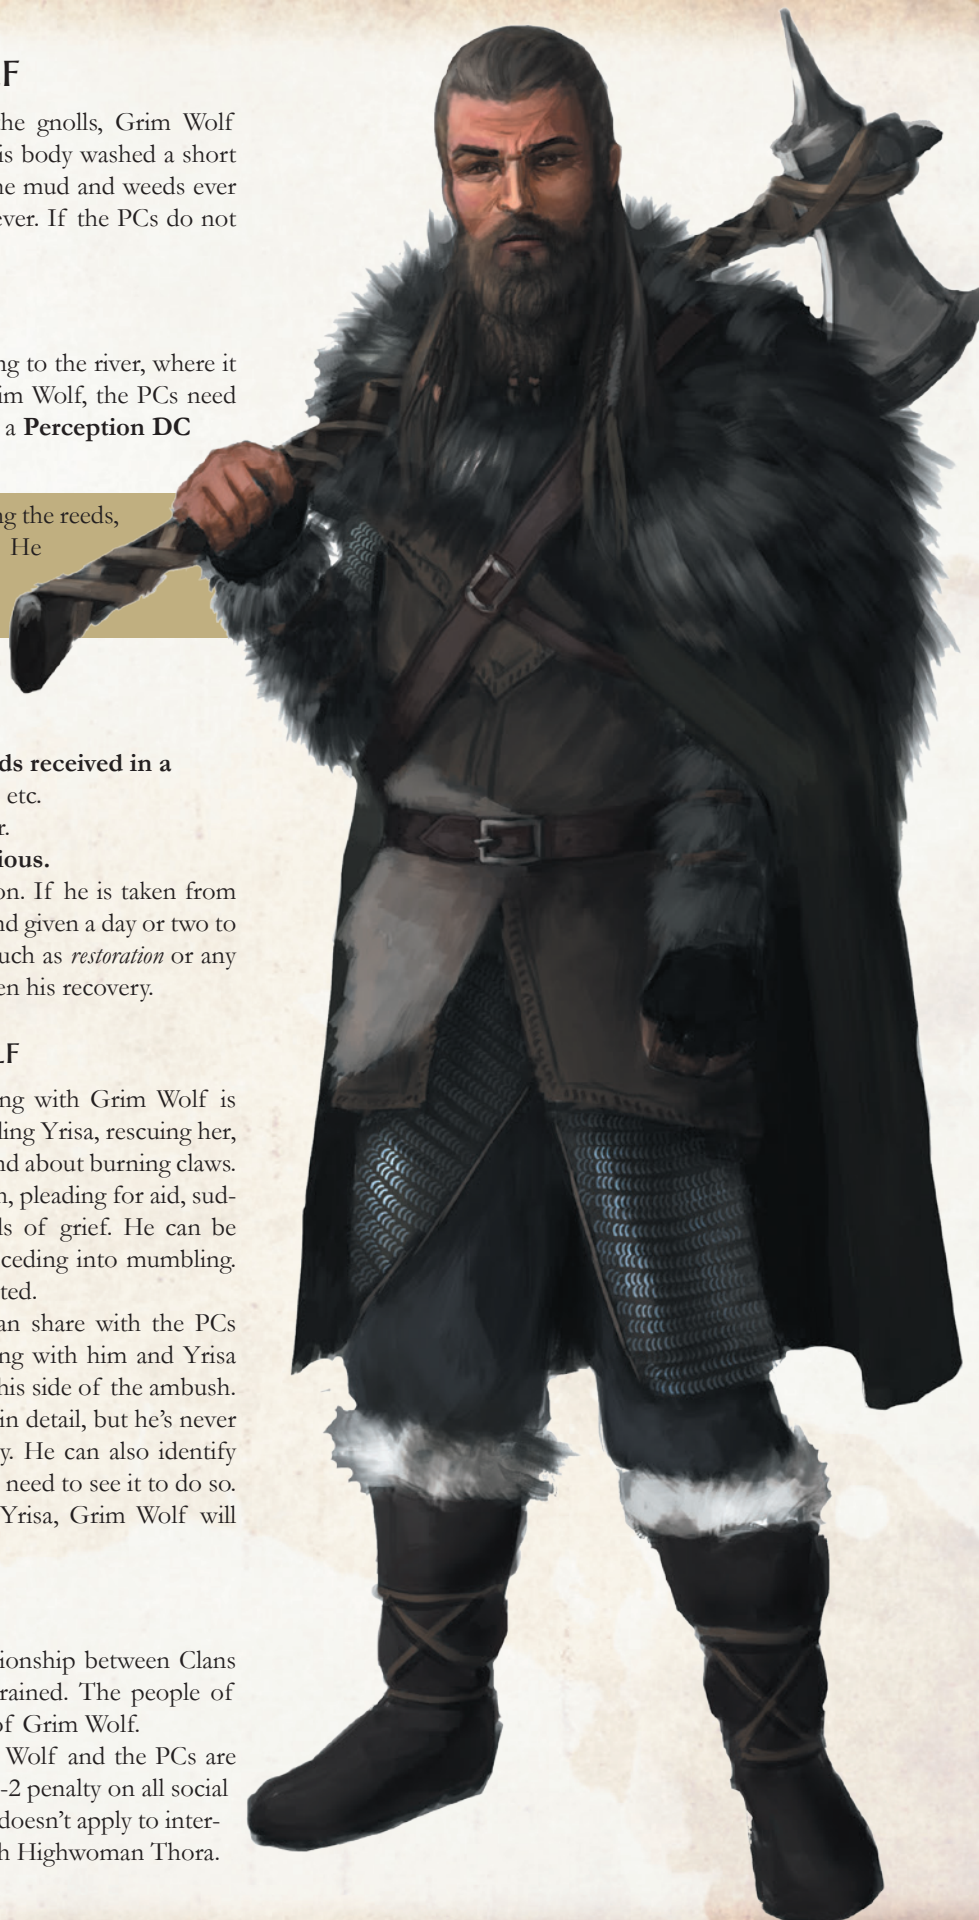 F
he gnolls, Grim Wolf
is body washed a short
he mud and weeds ever
ever. If the PCs do not
ng to the river, where it
im Wolf, the PCs need
a Perception DC
ng the reeds,
He
ds received in a
etc.
r.
ious.
on. If he is taken from
nd given a day or two to
uch as restoration or any
en his recovery.
LF
ng with Grim Wolf is
ling Yrisa, rescuing her,
nd about burning claws.
n, pleading for aid, sud-
ls of grief. He can be
ceding into mumbling.
ted.
an share with the PCs
ng with him and Yrisa
his side of the ambush.
in detail, but he's never
y. He can also identify
need to see it to do so.
Yrisa, Grim Wolf will
ionship between Clans
rained. The people of
of Grim Wolf.
Wolf and the PCs are
-2 penalty on all social
doesn't apply to inter-
h Highwoman Thora.